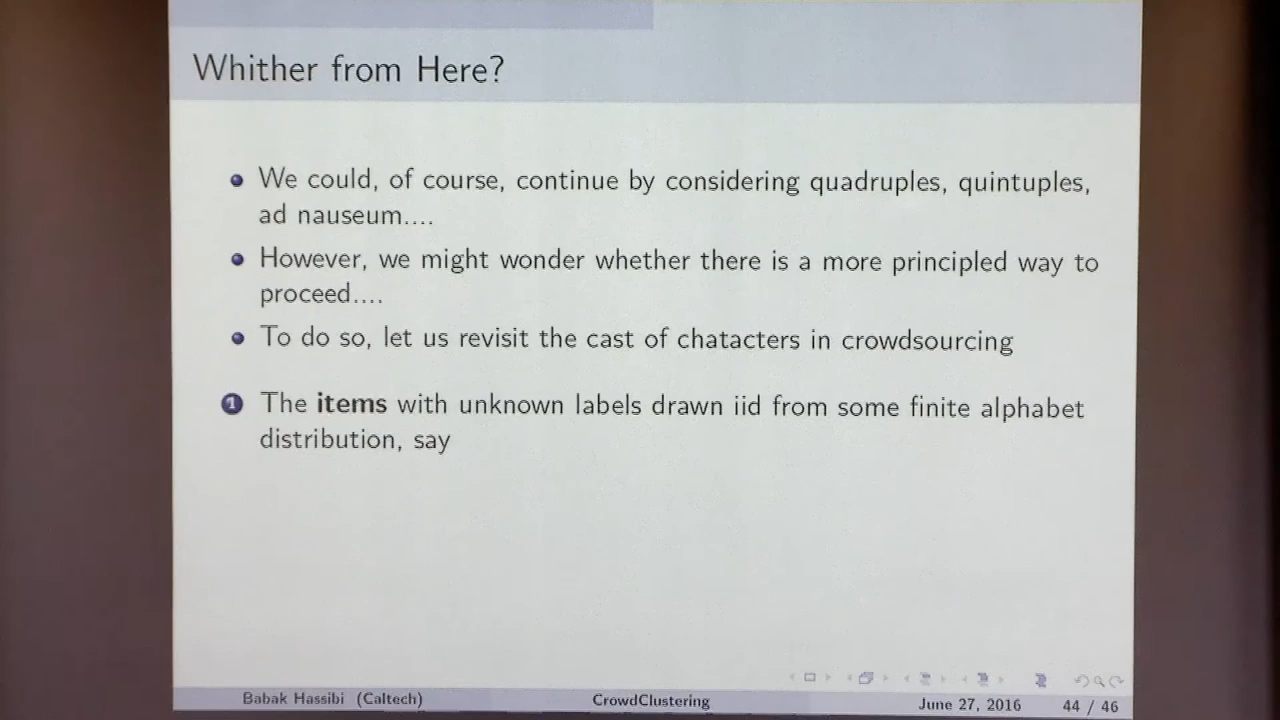 Whither from Here?
We could, of course, continue by considering quadruples, quintuples,
ad nauseum....
However, we might wonder whether there is a more principled way to
proceed....
To do so, let us revisit the cast of chatacters in crowdsourcing
1 The items with unknown labels drawn iid from some finite alphabet
distribution, say
Babak Hassibi (Caltech) CrowdClustering June 27, 2016 44 / 46